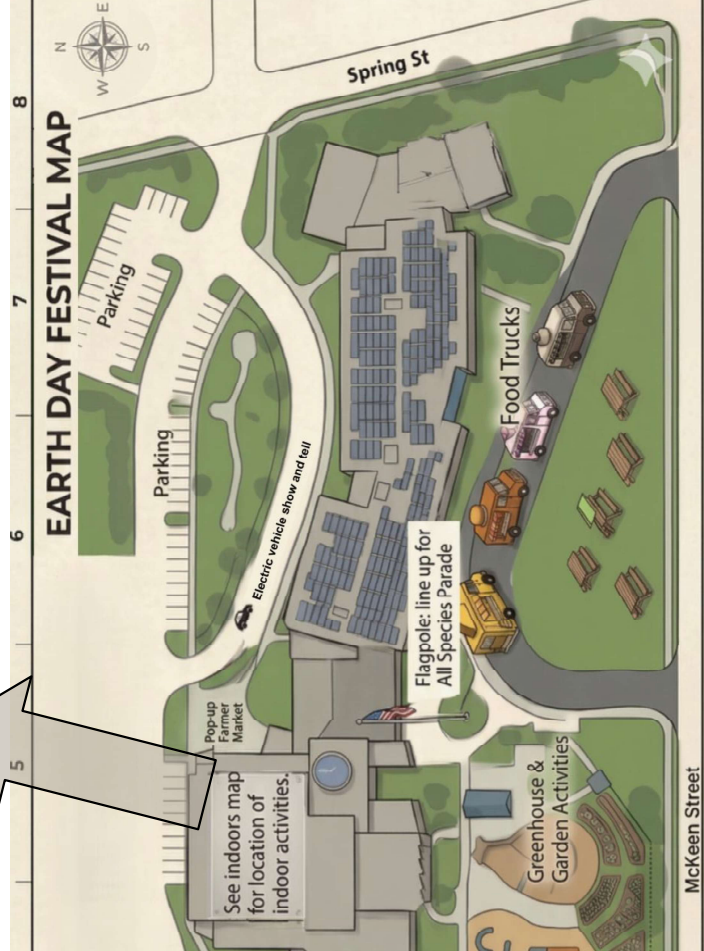 EARTH DAY FESTIVAL MAP
N
E
S
W
8
7
6
5
Spring St
Parking
Parking
Electric vehicle show and tell
Food Trucks
Flagpole: line up for
All Species Parade
Pop-up
Farmer
Market
See indoors map
for location of
indoor activities.
Greenhouse &
Garden Activities
McKeen Street